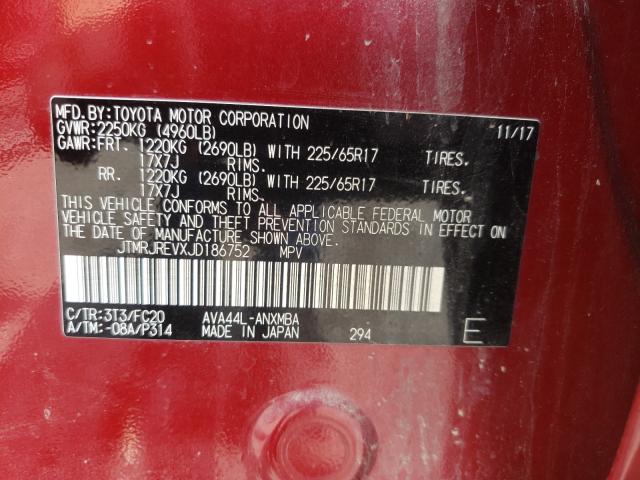 MFD.BY:TOYOTA MOTOR CORPORATION 11/17
GVWR:2250KG (4960LB)
GAWR:FRT. 1220KG (2690LB) WITH 225/65R17 TIRES.
17X7J RIMS.
RR. 1220KG (2690LB) WITH 225/65R17 TIRES.
17X7J RIMS.
THIS VEHICLE CONFORMS TO ALL APPLICABLE FEDERAL MOTOR
VEHICLE SAFETY AND THEFT PREVENTION STANDARDS IN EFFECT ON
THE DATE OF MANUFACTURE SHOWN ABOVE.
JTMRJREVXJD186752 MPV
C/TR:3T3/FC20 AVA44L-ANXMBA
A/TM:-08A/P314 MADE IN JAPAN 294 E